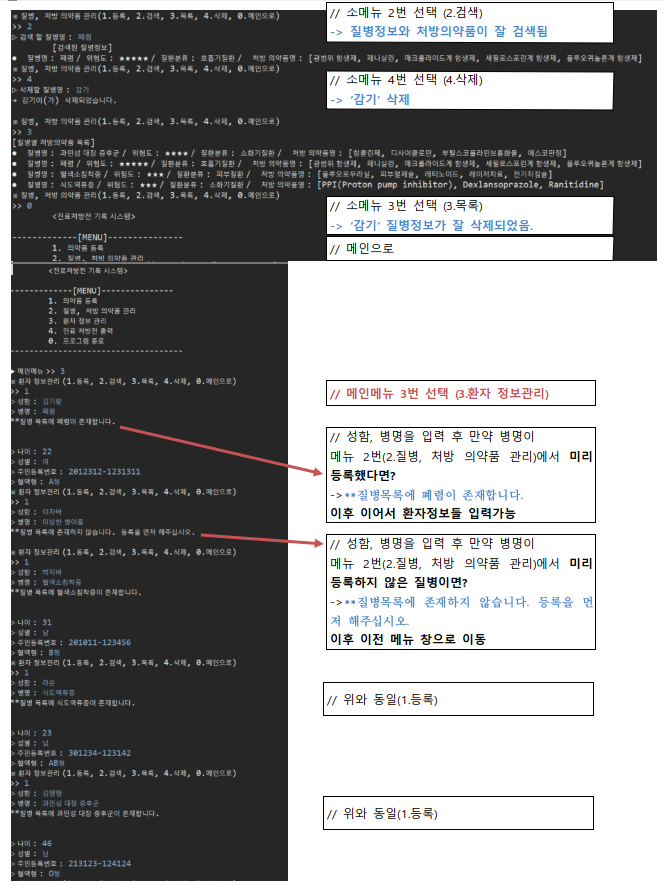 ※ 질병, 처방 의약품 관리(1.등록, 2.검색, 3.목록, 4.삭제, 0.메인으로)
>> 2
▷ 검색 할 질병명 : 폐렴
[검색된 질병정보]
● 질병명 : 폐렴 / 위험도 : ★★★★★ / 질환분류 : 호흡기질환 / 처방 의약품명 : [광범위 항생제, 페니실린, 매크롤라이드계 항생제, 세팔로스포린계 항생제, 플루오퀴놀론계 항생제]
※ 질병, 처방 의약품 관리(1.등록, 2.검색, 3.목록, 4.삭제, 0.메인으로)
>> 4
▷ 삭제할 질병명 : 감기
→ 감기이(가) 삭제되었습니다.
※ 질병, 처방 의약품 관리(1.등록, 2.검색, 3.목록, 4.삭제, 0.메인으로)
>> 3
[질병별 처방의약품 목록]
● 질병명 : 과민성 대장 증후군 / 위험도 : ★★★★ / 질환분류 : 소화기질환 / 처방 의약품명 : [항콜린제, 디사이클로민, 부틸스코폴라민브롬화물, 에스코판정]
● 질병명 : 폐렴 / 위험도 : ★★★★★ / 질환분류 : 호흡기질환 / 처방 의약품명 : [광범위 항생제, 페니실린, 매크롤라이드계 항생제, 세팔로스포린계 항생제, 플루오퀴놀론계 항생제]
● 질병명 : 혈색소침착증 / 위험도 : ★★ / 질환분류 : 피부질환 / 처방 의약품명 : [플루오로우라실, 피부절제술, 레티노이드, 레이저치료, 전기지짐술]
● 질병명 : 식도역류증 / 위험도 : ★★★ / 질환분류 : 소화기질환 / 처방 의약품명 : [PPI(Proton pump inhibitor), Dexlansoprazole, Ranitidine]
※ 질병, 처방 의약품 관리(1.등록, 2.검색, 3.목록, 4.삭제, 0.메인으로)
>> 0
<진료처방전 기록 시스템>
-------------[MENU]---------------
1. 의약품 등록
2. 질병, 처방 의약품 관리
// 소메뉴 2번 선택 (2.검색)
-> 질병정보와 처방의약품이 잘 검색됨
// 소메뉴 4번 선택 (4.삭제)
-> ‘감기’ 삭제
// 소메뉴 3번 선택 (3.목록)
-> ‘감기’ 질병정보가 잘 삭제되었음.
// 메인으로
<진료처방전 기록 시스템>
-------------[MENU]---------------
1. 의약품 등록
2. 질병, 처방 의약품 관리
3. 환자 정보 관리
4. 진료 처방전 출력
0. 프로그램 종료
----------------------------------
▶ 메인메뉴 >> 3
※ 환자 정보관리(1.등록, 2.검색, 3.목록, 4.삭제, 0.메인으로)
>> 1
▷ 성함 : 김기발
▷ 병명 : 폐렴
**질병 목록에 폐렴이 존재합니다.
▷ 나이 : 22
▷ 성별 : 여
▷ 주민등록번호 : 2012312-1231311
▷ 혈액형 : A형
※ 환자 정보관리(1.등록, 2.검색, 3.목록, 4.삭제, 0.메인으로)
>> 1
▷ 성함 : 이자바
▷ 병명 : 이상한 병이름
**질병 목록에 존재하지 않습니다. 등록을 먼저 해주십시오.
※ 환자 정보관리(1.등록, 2.검색, 3.목록, 4.삭제, 0.메인으로)
>> 1
▷ 성함 : 박자바
▷ 병명 : 혈색소침착증
**질병 목록에 혈색소침착증이 존재합니다.
▷ 나이 : 31
▷ 성별 : 남
▷ 주민등록번호 : 201011-123456
▷ 혈액형 : B형
※ 환자 정보관리(1.등록, 2.검색, 3.목록, 4.삭제, 0.메인으로)
>> 1
▷ 성함 : 라온
▷ 병명 : 식도역류증
**질병 목록에 식도역류증이 존재합니다.
▷ 나이 : 23
▷ 성별 : 남
▷ 주민등록번호 : 301234-123142
▷ 혈액형 : AB형
※ 환자 정보관리(1.등록, 2.검색, 3.목록, 4.삭제, 0.메인으로)
>> 1
▷ 성함 : 김땡땡
▷ 병명 : 과민성 대장 증후군
**질병 목록에 과민성 대장 증후군이 존재합니다.
▷ 나이 : 46
▷ 성별 : 남
▷ 주민등록번호 : 213123-124124
▷ 혈액형 : O형
// 메인메뉴 3번 선택 (3.환자 정보관리)
// 성함, 병명을 입력 후 만약 병명이
메뉴 2번(2.질병, 처방 의약품 관리)에서 미리
등록했다면?
->**질병목록에 폐렴이 존재합니다.
이후 이어서 환자정보들 입력가능
// 성함, 병명을 입력 후 만약 병명이
메뉴 2번(2.질병, 처방 의약품 관리)에서 미리
등록하지 않은 질병이면?
->**질병목록에 존재하지 않습니다. 등록을 먼
저 해주십시오.
이후 이전 메뉴 창으로 이동
// 위와 동일(1.등록)
// 위와 동일(1.등록)